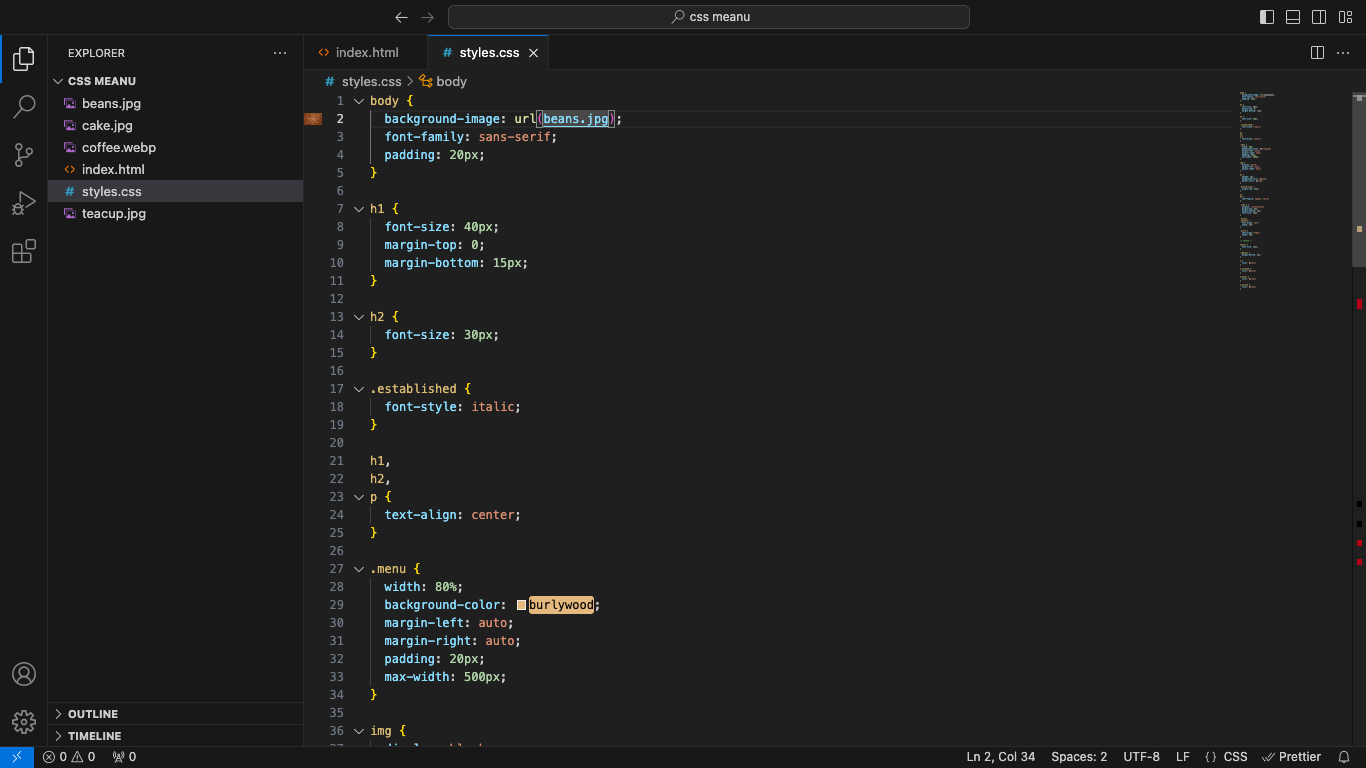 css meanu
EXPLORER
CSS MEANU
beans.jpg
cake.jpg
coffee.webp
index.html
styles.css
teacup.jpg
OUTLINE
TIMELINE
index.html
styles.css
styles.css > body
1 body {
2 background-image: url(beans.jpg);
3 font-family: sans-serif;
4 padding: 20px;
5 }
6
7 h1 {
8 font-size: 40px;
9 margin-top: 0;
10 margin-bottom: 15px;
11 }
12
13 h2 {
14 font-size: 30px;
15 }
16
17 .established {
18 font-style: italic;
19 }
20
21 h1,
22 h2,
23 p {
24 text-align: center;
25 }
26
27 .menu {
28 width: 80%;
29 background-color: burlywood;
30 margin-left: auto;
31 margin-right: auto;
32 padding: 20px;
33 max-width: 500px;
34 }
35
36 img {
0 0 0 Ln 2, Col 34 Spaces: 2 UTF-8 LF {} CSS Prettier